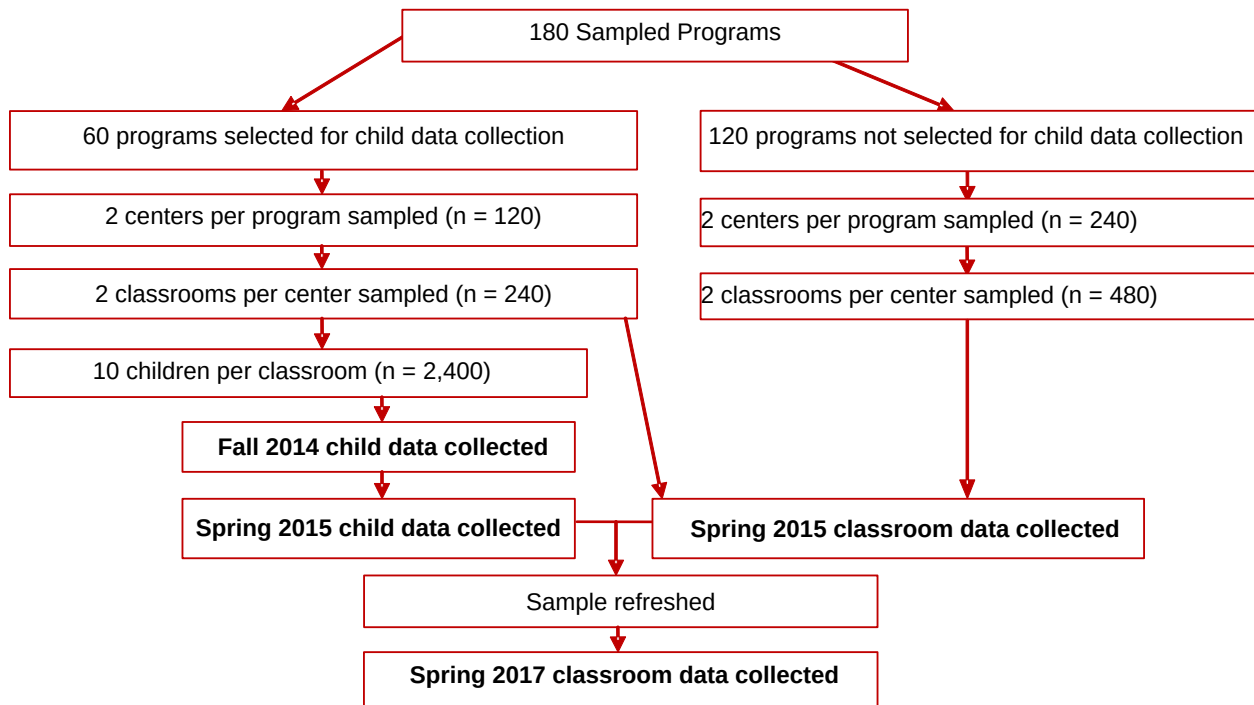 180 Sampled Programs
60 programs selected for child data collection
120 programs not selected for child data collection
2 centers per program sampled (n = 120)
2 centers per program sampled (n = 240)
2 classrooms per center sampled (n = 240)
2 classrooms per center sampled (n = 480)
10 children per classroom (n = 2,400)
Fall 2014 child data collected
Spring 2015 child data collected
Spring 2015 classroom data collected
Sample refreshed
Spring 2017 classroom data collected